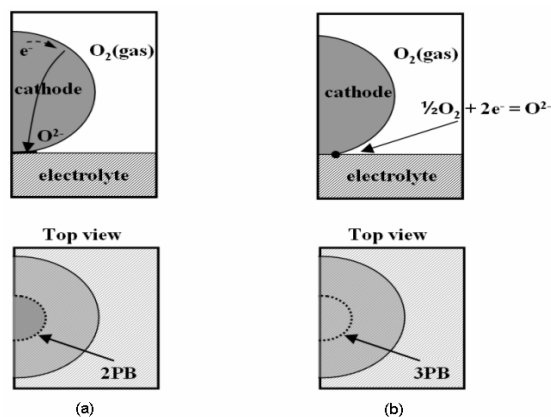 e-
O2(gas)
cathode
O2-
electrolyte
Top view
2PB
(a)
O2(gas)
cathode
½O2 + 2e- = O2-
electrolyte
Top view
3PB
(b)